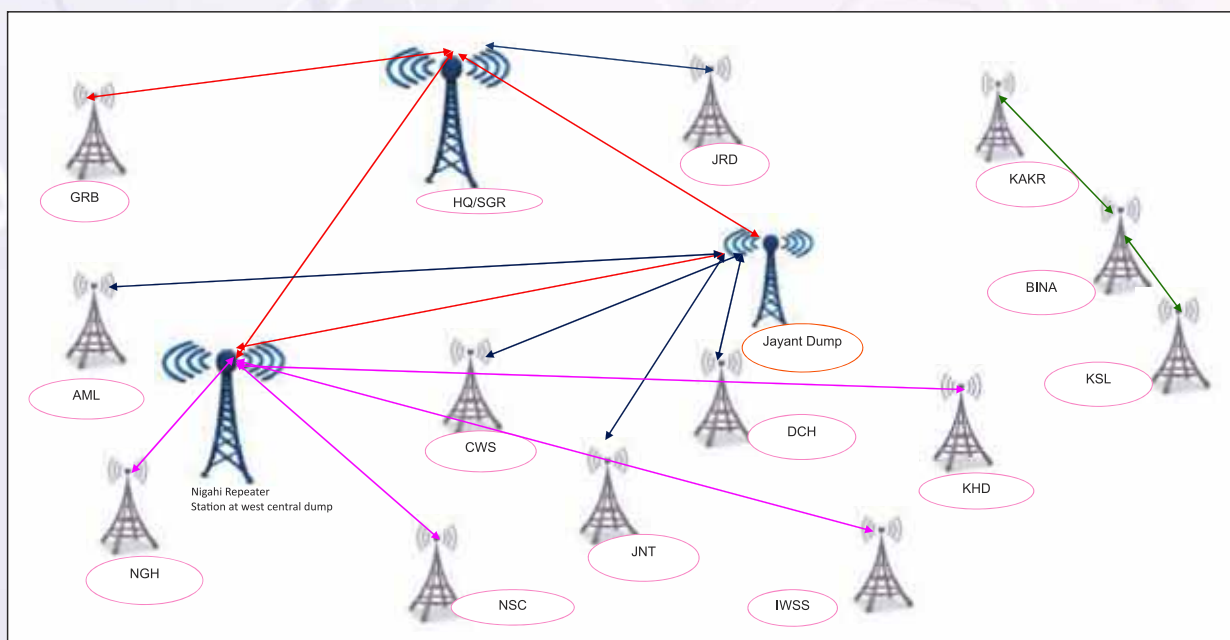 JRD
KAKR
GRB
HQ/SGR
BINA
Jayant Dump
KSL
AML
CWS
DCH
KHD
Nigahi Repeater
Station at west central dump
JNT
NGH
NSC
IWSS